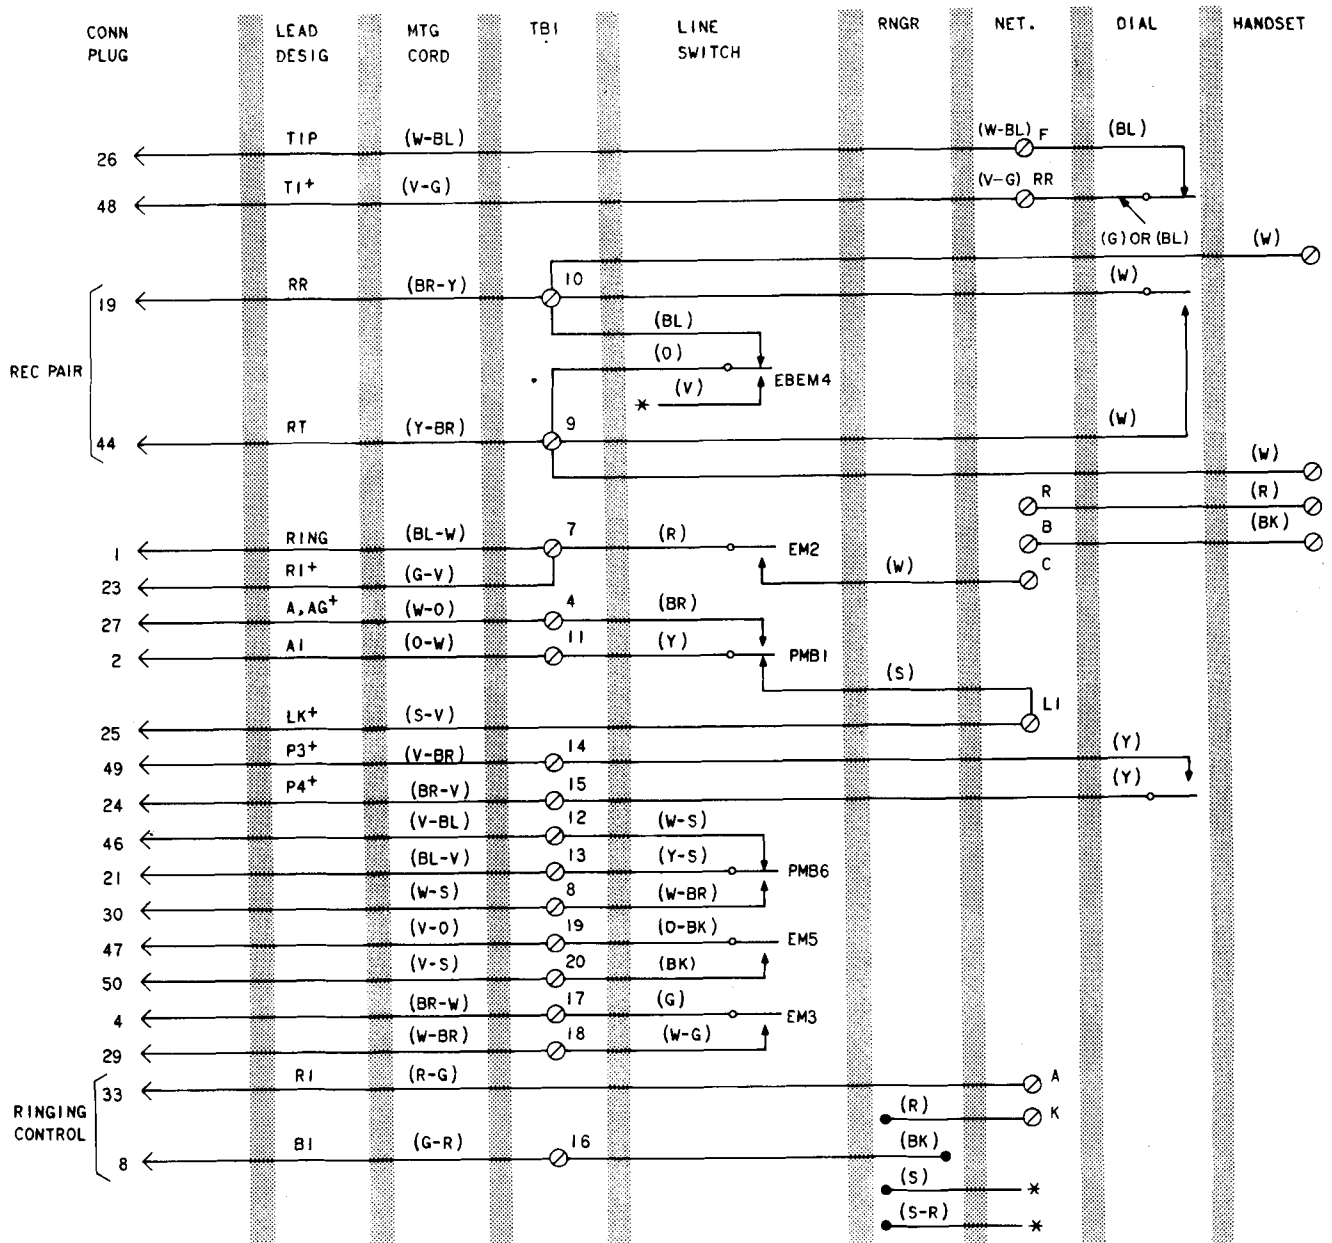 CONN PLUG LEAD DESIG MTG CORD TB1 LINE SWITCH RNGR NET. DIAL HANDSET
26 TIP (W-BL) (W-BL) F (BL)
48 T1+ (V-G) (V-G) RR
(G) OR (BL) (W)
19 RR (BR-Y) 10 (W)
(BL)
(O)
REC PAIR (V) EBEM4
44 RT (Y-BR) 9 (W)
(W)
R (R)
B (BK)
1 RING (BL-W) 7 (R) EM2
23 R1+ (G-V) (W) C
27 A,AG+ (W-O) 4 (BR)
2 A1 (O-W) 11 (Y) PMB1
(S)
25 LK+ (S-V) L1
49 P3+ (V-BR) 14 (Y)
24 P4+ (BR-V) 15 (Y)
46 (V-BL) 12 (W-S)
21 (BL-V) 13 (Y-S) PMB6
30 (W-S) 8 (W-BR)
47 (V-O) 19 (O-BK) EM5
50 (V-S) 20 (BK)
4 (BR-W) 17 (G) EM3
29 (W-BR) 18 (W-G)
33 R1 (R-G) A
RINGING CONTROL (R) K
8 B1 (G-R) 16 (BK)
(S) *
(S-R) *